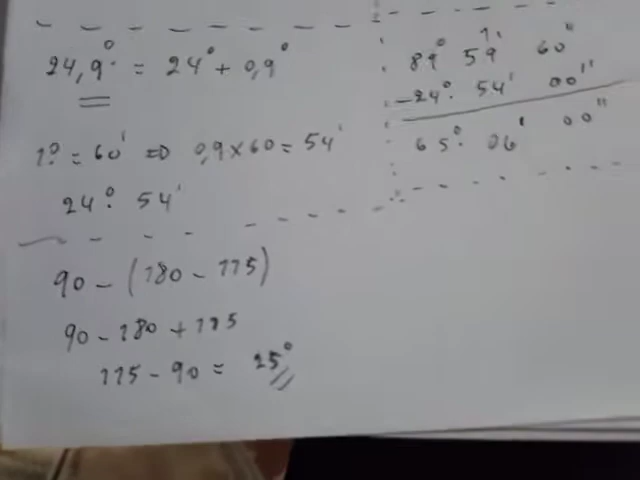 24,9° = 24° + 0,9°
1° = 60' => 0,9 x 60 = 54'
24° 54'
89° 59' 60"
-24° 54' 00"
65° 06' 00"
90 - (180 - 115)
90 - 180 + 115
115 - 90 = 25°